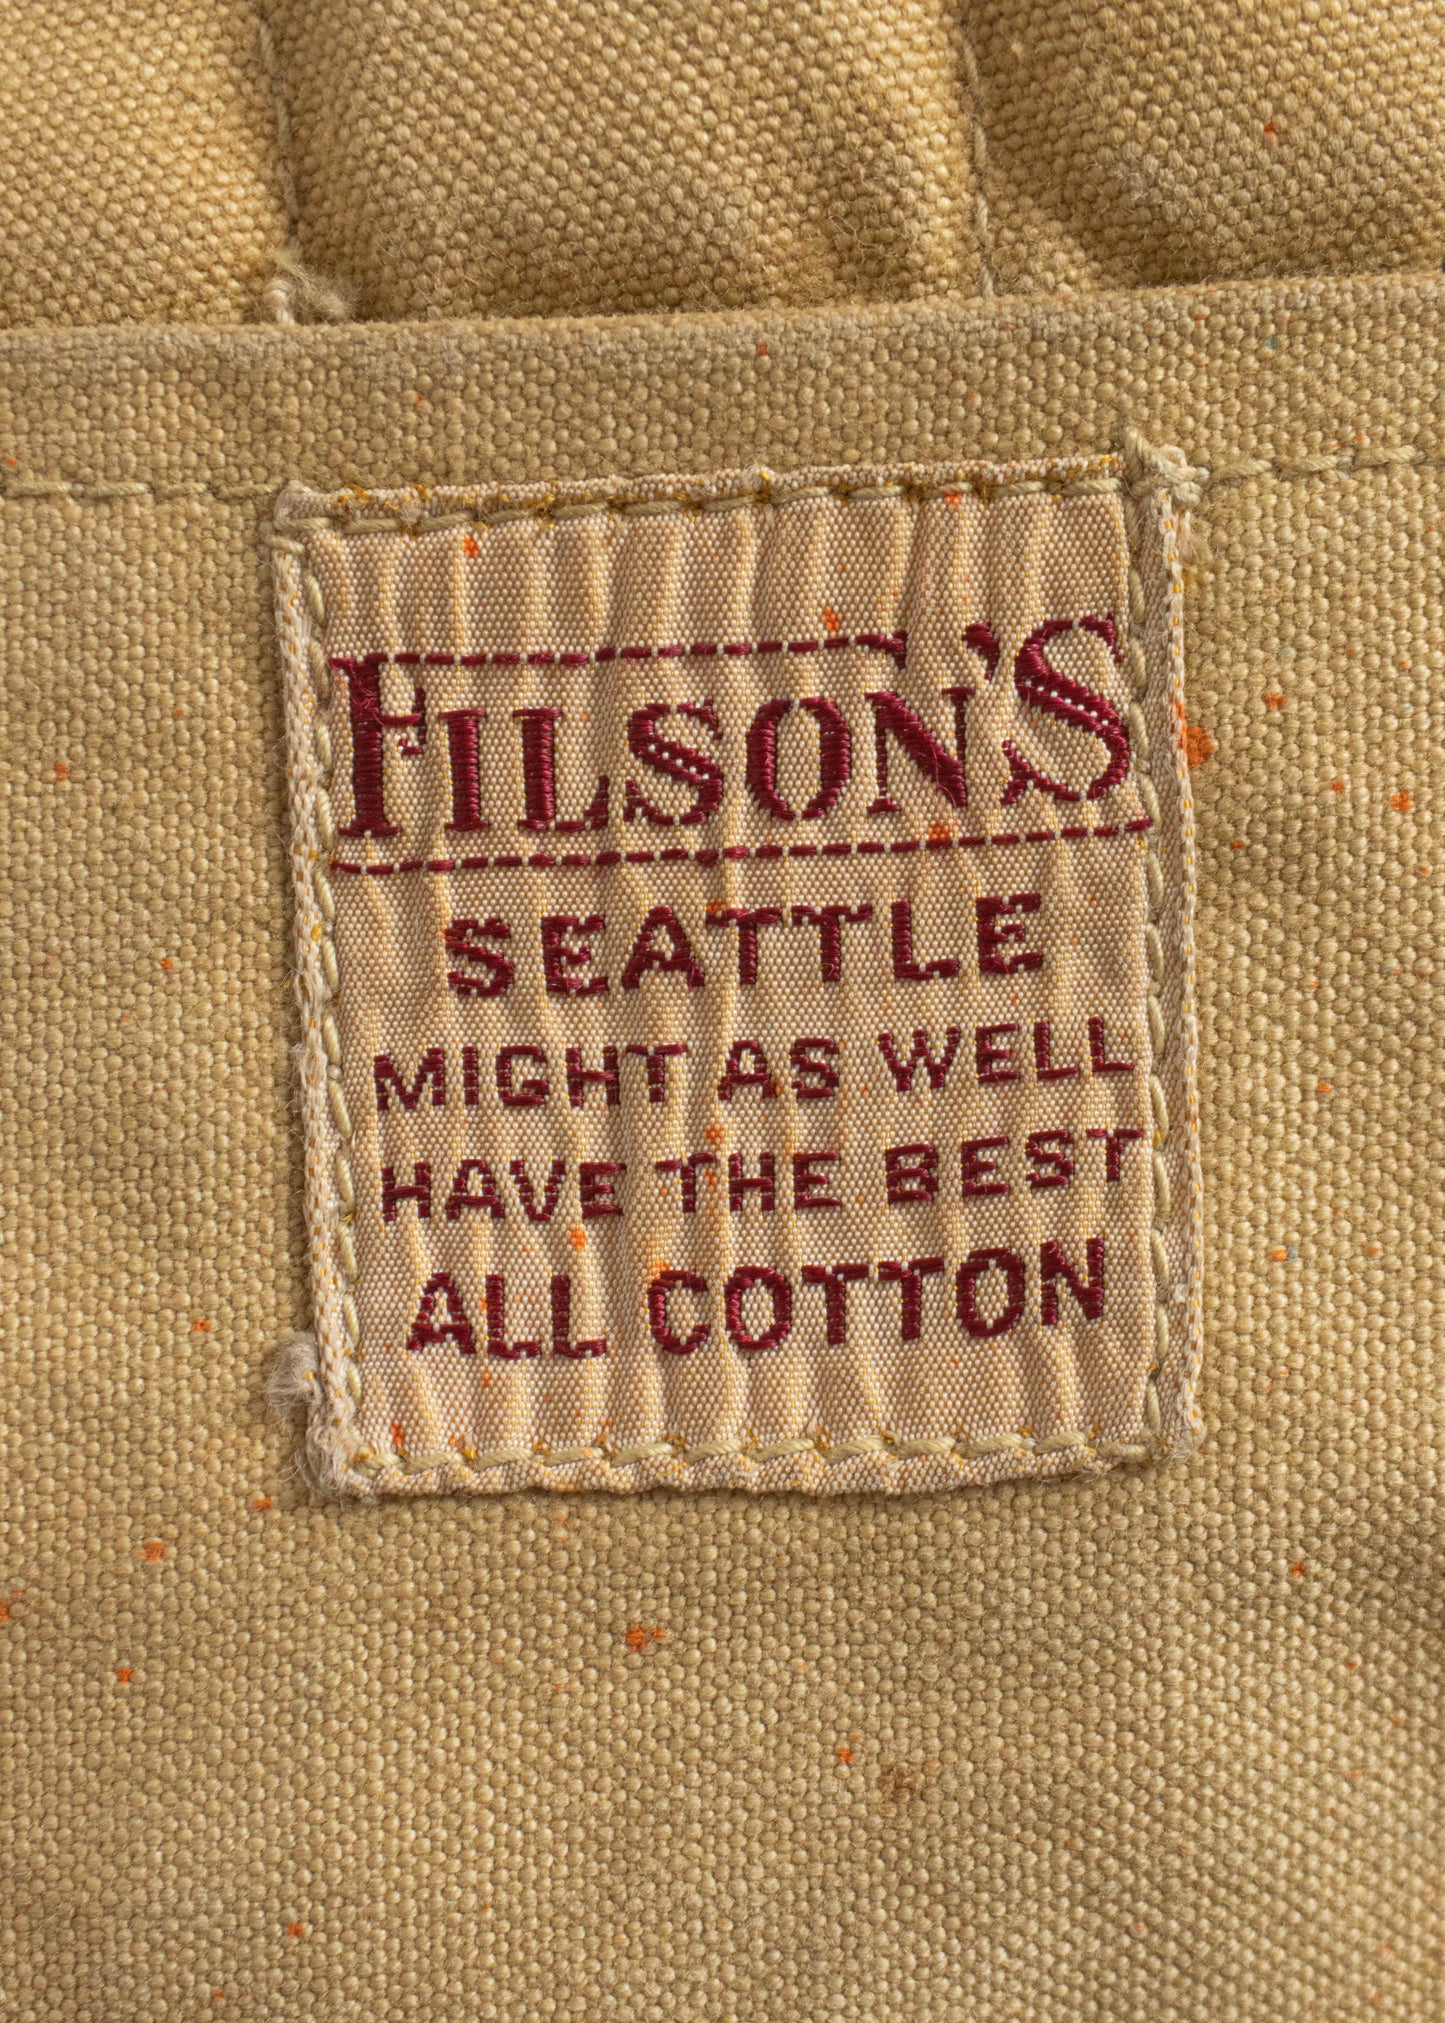 FILSON'S
SEATTLE
MIGHT AS WELL
HAVE THE BEST
ALL COTTON